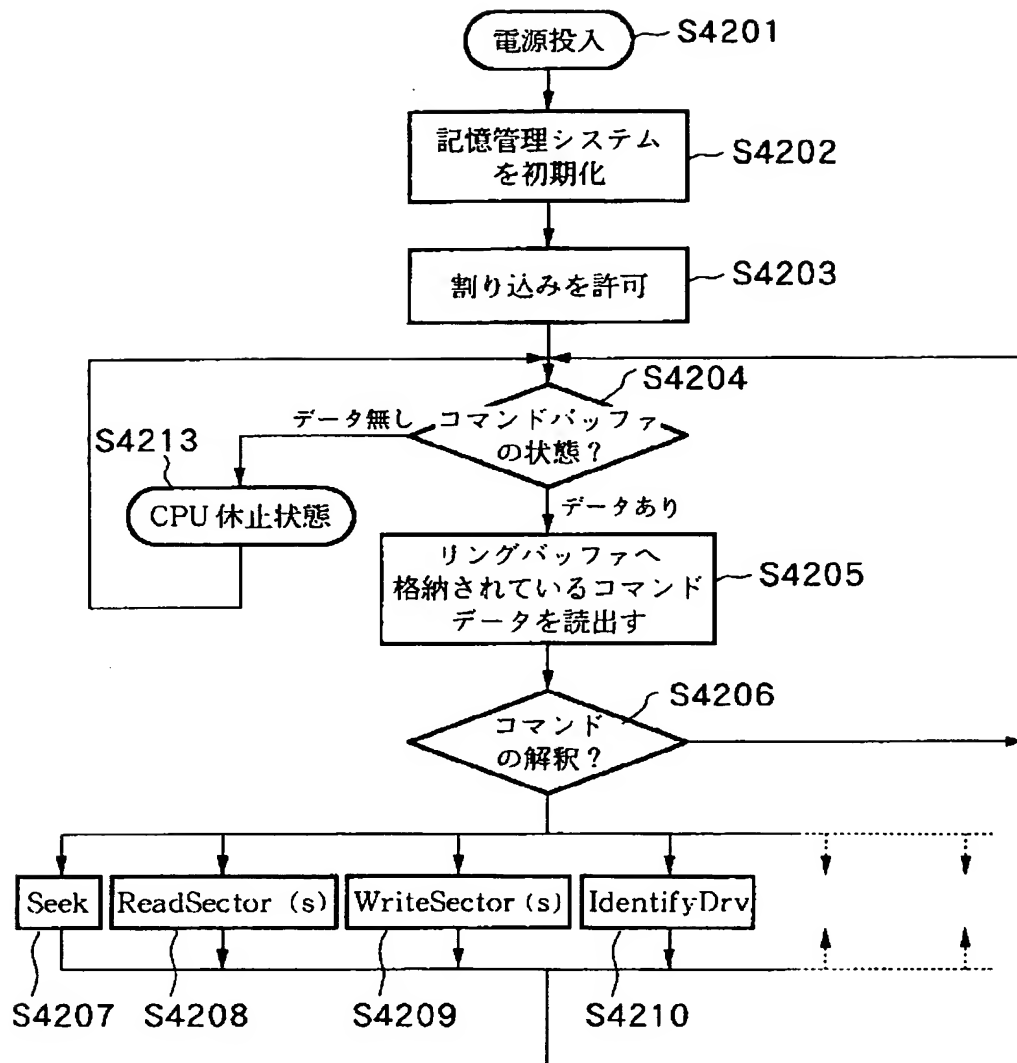 電源投入
S4201
記憶管理システム
を初期化
S4202
割り込みを許可
S4203
S4204
データ無し
コマンドバッファ
の状態?
S4213
CPU 休止状態
データあり
リングバッファへ
格納されているコマンド
データを読出す
S4205
S4206
コマンド
の解釈?
Seek
ReadSector (s)
WriteSector (s)
IdentifyDrv
S4207
S4208
S4209
S4210